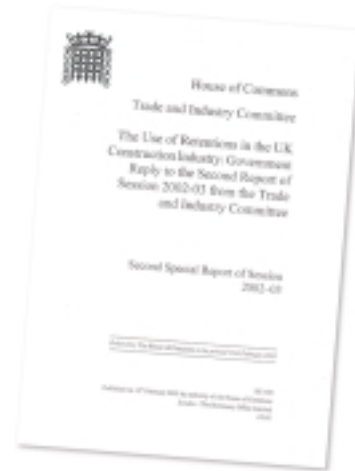 House of Commons
Trade and Industry Committee
The Use of Retentions in the UK
Construction Industry: Government
Reply to the Second Report of
Session 2002-03 from the Trade
and Industry Committee
Second Special Report of Session
2002–03